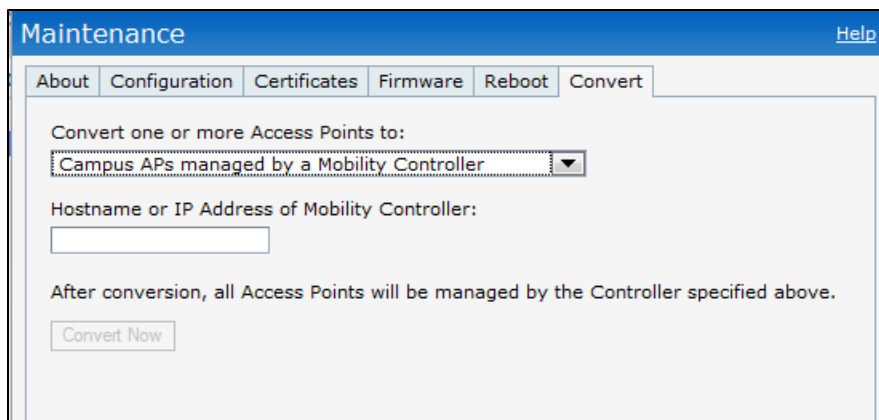 Maintenance Help
About Configuration Certificates Firmware Reboot Convert
Convert one or more Access Points to:
Campus APs managed by a Mobility Controller
Hostname or IP Address of Mobility Controller:
After conversion, all Access Points will be managed by the Controller specified above.
Convert Now